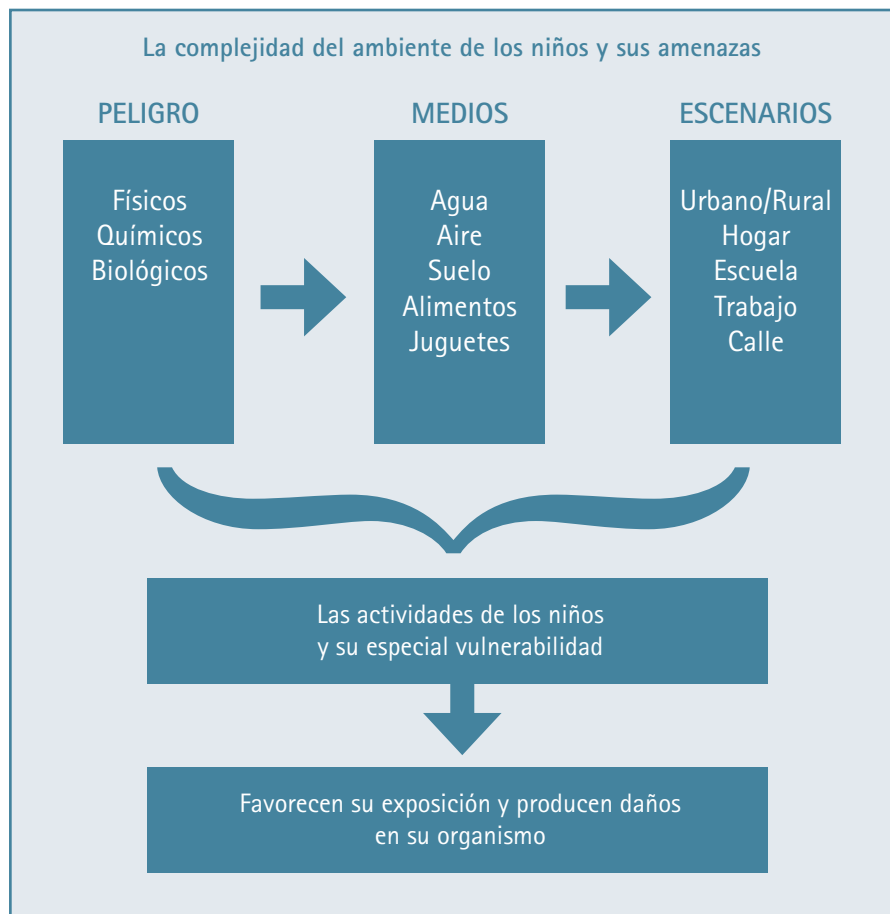 La complejidad del ambiente de los niños y sus amenazas
PELIGRO
Físicos
Químicos
Biológicos
MEDIOS
Agua
Aire
Suelo
Alimentos
Juguetes
ESCENARIOS
Urbano/Rural
Hogar
Escuela
Trabajo
Calle
Las actividades de los niños
y su especial vulnerabilidad
Favorecen su exposición y producen daños
en su organismo